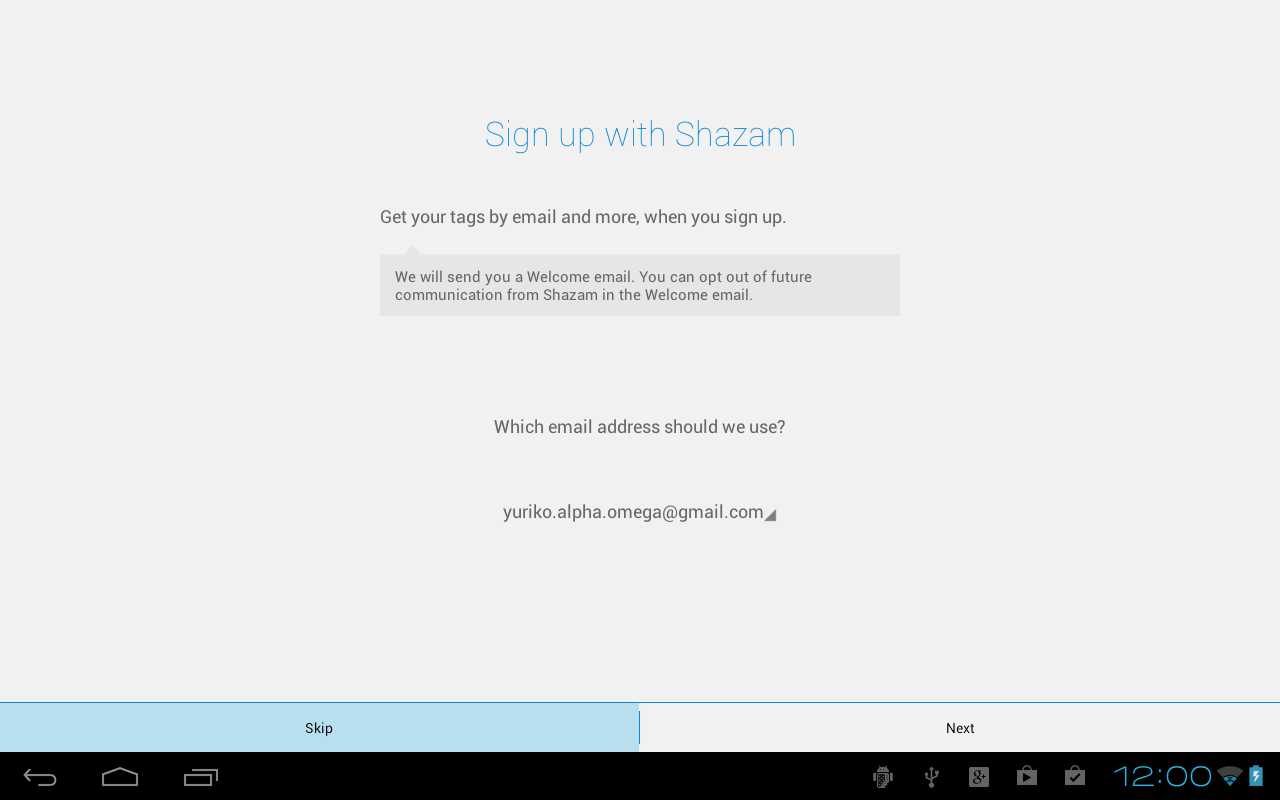 Sign up with Shazam
Get your tags by email and more, when you sign up.
We will send you a Welcome email. You can opt out of future
communication from Shazam in the Welcome email.
Which email address should we use?
yuriko.alpha.omega@gmail.com
Skip
Next
12:00